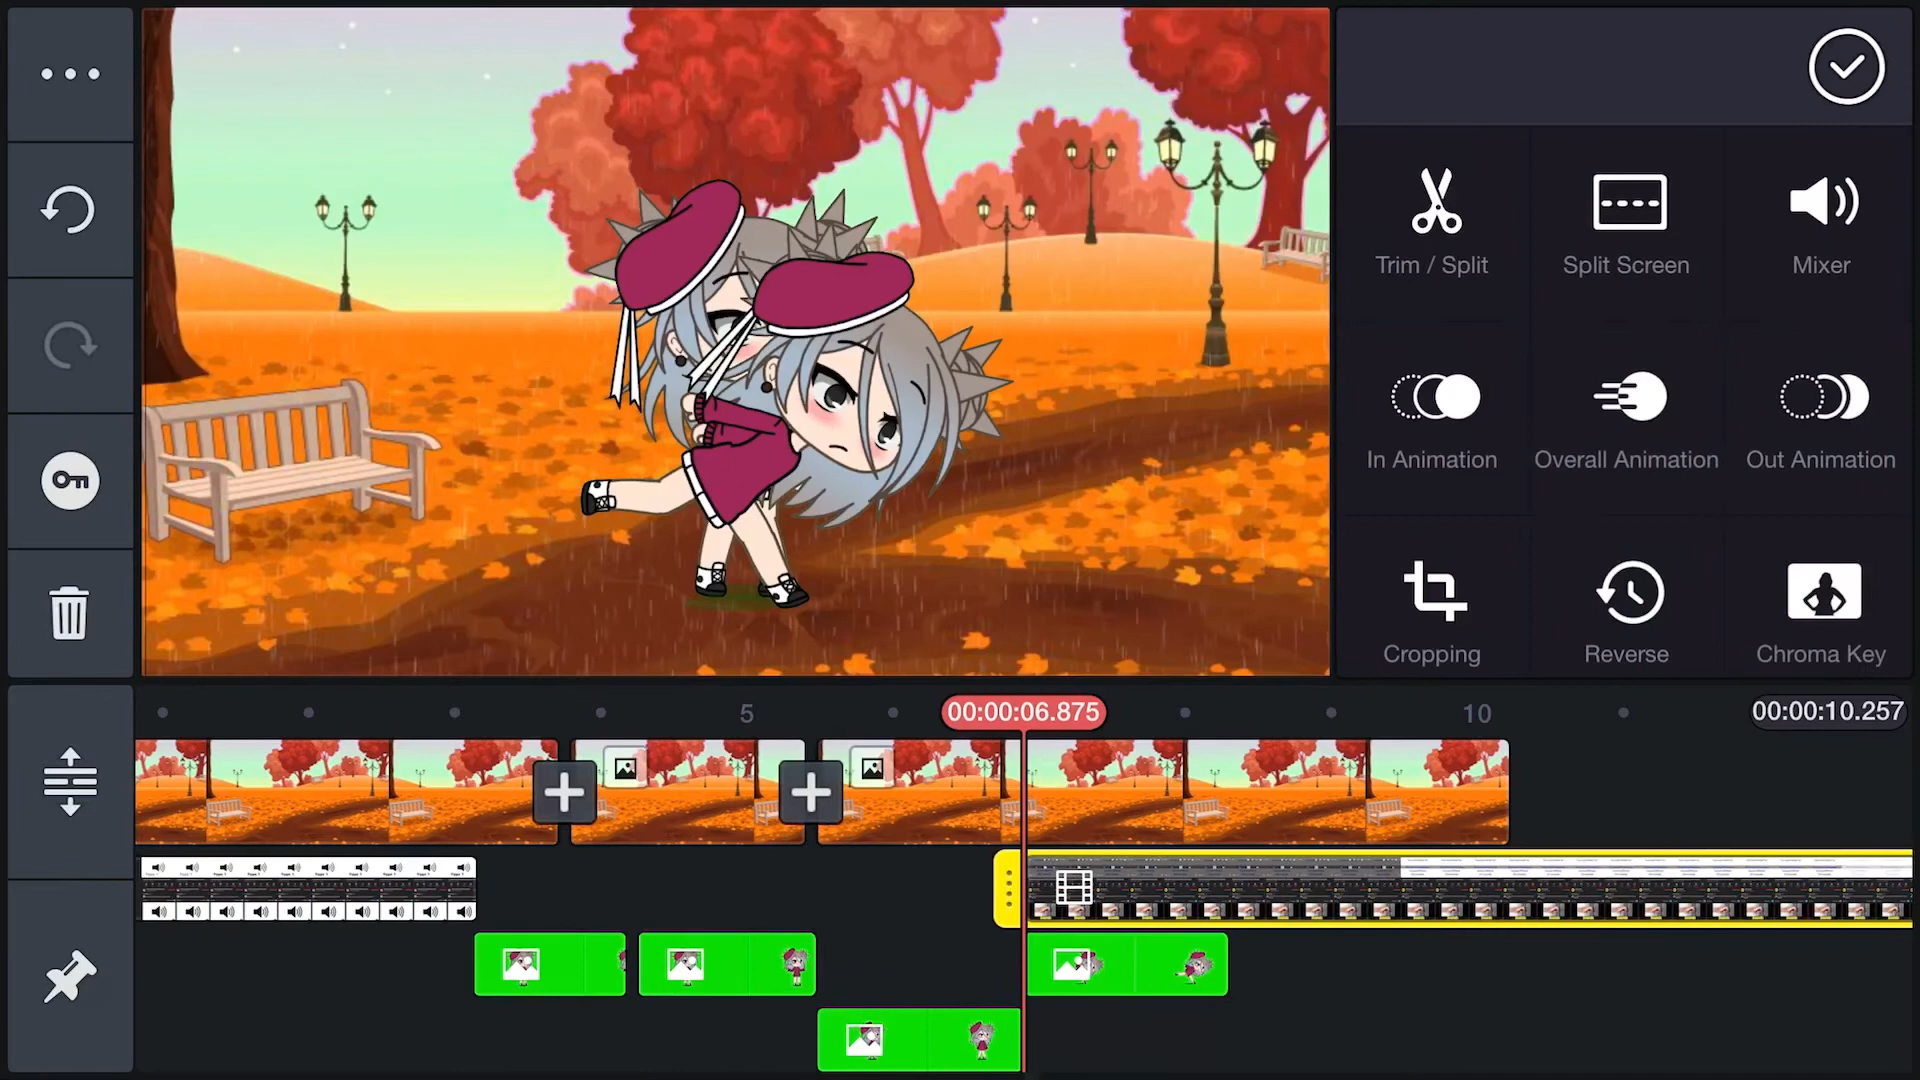 Trim / Split
Split Screen
Mixer
In Animation
Overall Animation
Out Animation
Cropping
Reverse
Chroma Key
5
00:00:06.875
10
00:00:10.257